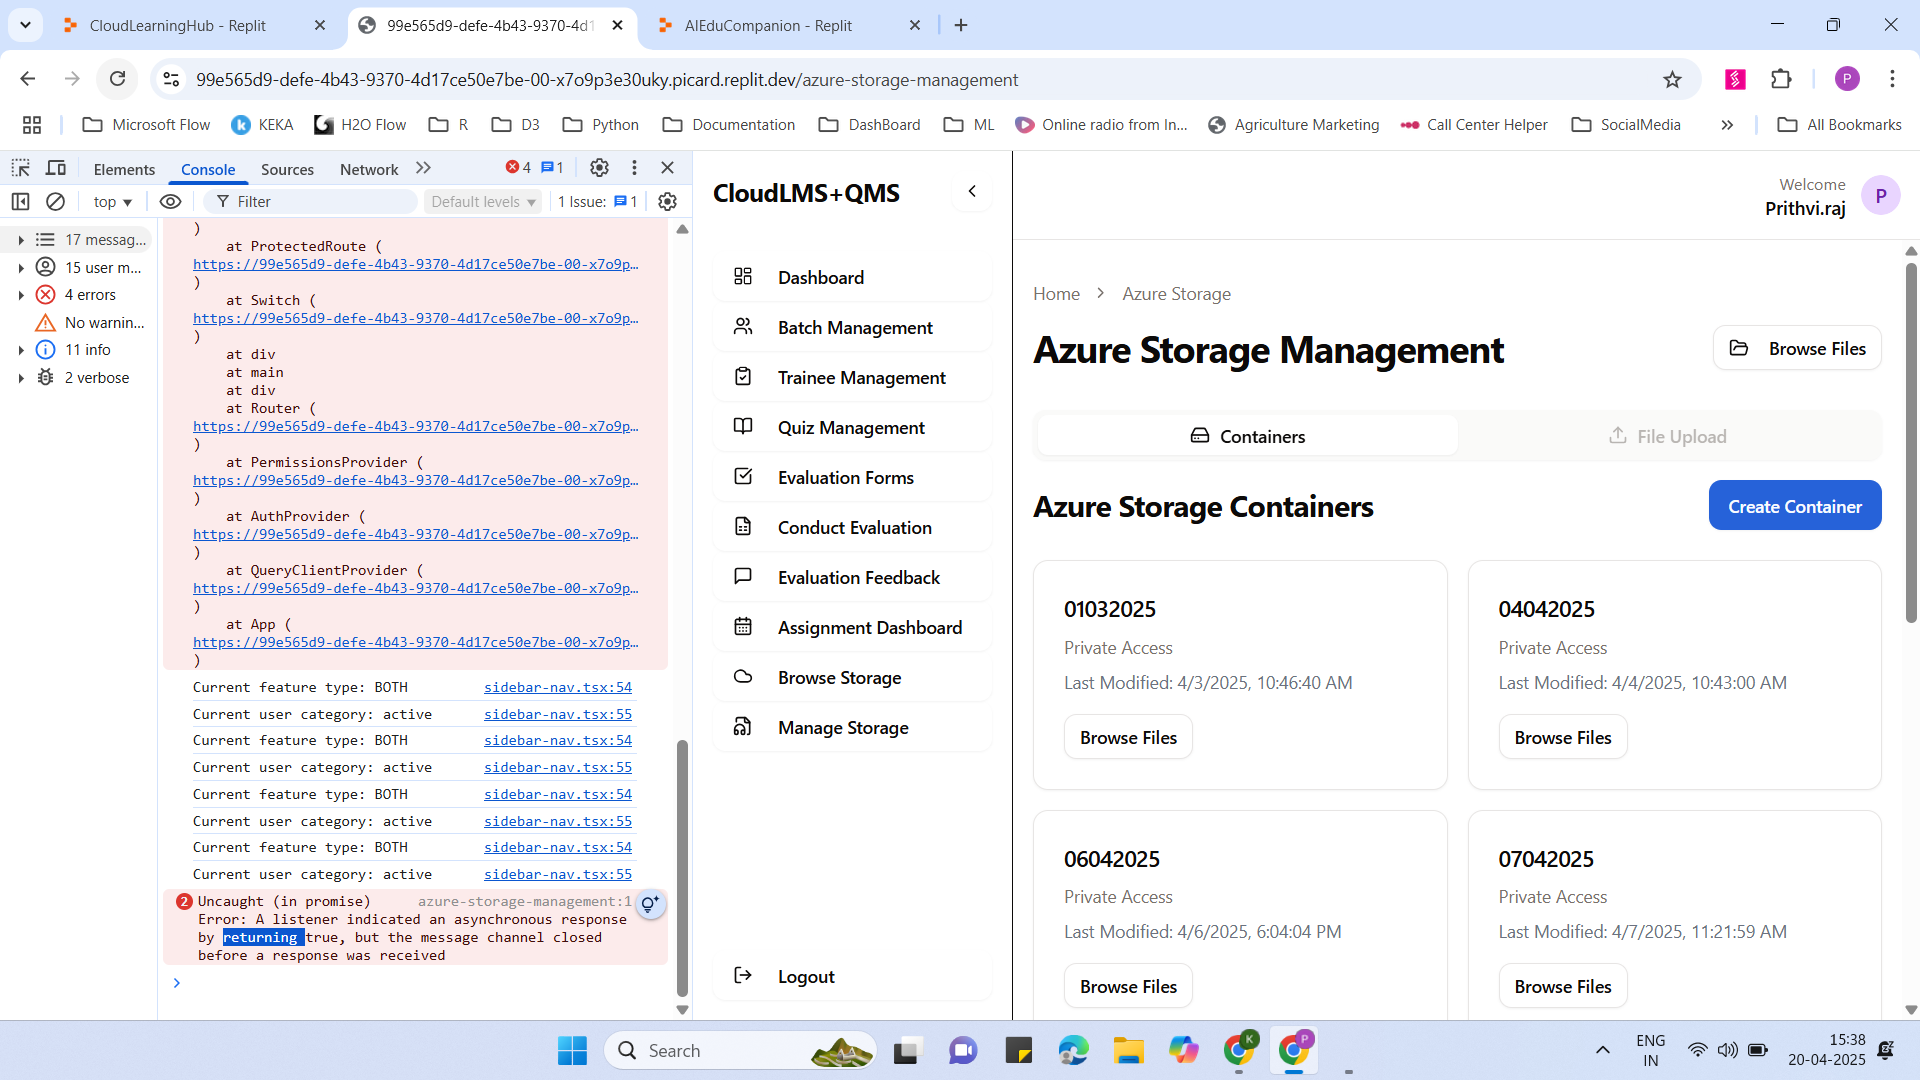 CloudLearningHub - Replit
99e565d9-defe-4b43-9370-4d1
AIEduCompanion - Replit
99e565d9-defe-4b43-9370-4d17ce50e7be-00-x7o9p3e30uky.picard.replit.dev/azure-storage-management
P
Microsoft Flow
KEKA
H2O Flow
R
D3
Python
Documentation
DashBoard
ML
Online radio from In...
Agriculture Marketing
Call Center Helper
SocialMedia
All Bookmarks
Elements
Console
Sources
Network
4
1
top
Filter
Default levels
1 Issue:
1
17 messag...
15 user m...
4 errors
No warnin...
11 info
2 verbose
)
at ProtectedRoute (
https://99e565d9-defe-4b43-9370-4d17ce50e7be-00-x7o9p…
)
at Switch (
https://99e565d9-defe-4b43-9370-4d17ce50e7be-00-x7o9p…
)
at div
at main
at div
at Router (
https://99e565d9-defe-4b43-9370-4d17ce50e7be-00-x7o9p…
)
at PermissionsProvider (
https://99e565d9-defe-4b43-9370-4d17ce50e7be-00-x7o9p…
)
at AuthProvider (
https://99e565d9-defe-4b43-9370-4d17ce50e7be-00-x7o9p…
)
at QueryClientProvider (
https://99e565d9-defe-4b43-9370-4d17ce50e7be-00-x7o9p…
)
at App (
https://99e565d9-defe-4b43-9370-4d17ce50e7be-00-x7o9p…
)
Current feature type: BOTH sidebar-nav.tsx:54
Current user category: active sidebar-nav.tsx:55
Current feature type: BOTH sidebar-nav.tsx:54
Current user category: active sidebar-nav.tsx:55
Current feature type: BOTH sidebar-nav.tsx:54
Current user category: active sidebar-nav.tsx:55
Current feature type: BOTH sidebar-nav.tsx:54
Current user category: active sidebar-nav.tsx:55
2 Uncaught (in promise) azure-storage-management:1
Error: A listener indicated an asynchronous response
by returning true, but the message channel closed
before a response was received
CloudLMS+QMS
Dashboard
Batch Management
Trainee Management
Quiz Management
Evaluation Forms
Conduct Evaluation
Evaluation Feedback
Assignment Dashboard
Browse Storage
Manage Storage
Logout
Welcome
Prithvi.raj
P
Home
Azure Storage
Azure Storage Management
Browse Files
Containers
File Upload
Azure Storage Containers
Create Container
01032025
Private Access
Last Modified: 4/3/2025, 10:46:40 AM
Browse Files
04042025
Private Access
Last Modified: 4/4/2025, 10:43:00 AM
Browse Files
06042025
Private Access
Last Modified: 4/6/2025, 6:04:04 PM
Browse Files
07042025
Private Access
Last Modified: 4/7/2025, 11:21:59 AM
Browse Files
Search
K
P
ENG
IN
15:38
20-04-2025